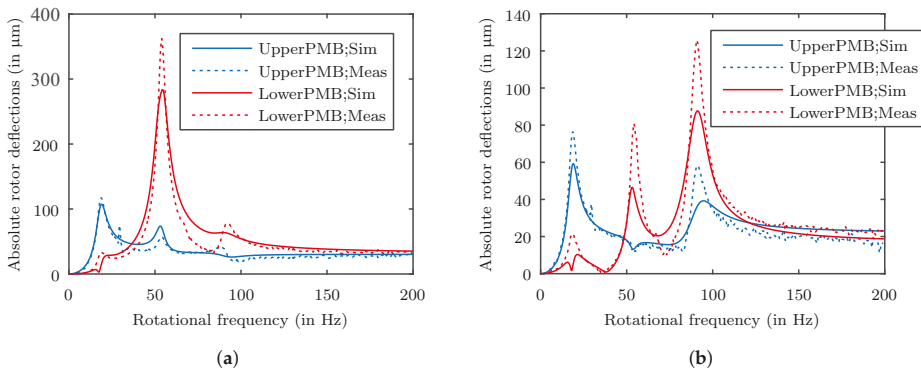 400
300
200
100
0
0
50
100
150
200
Absolute rotor deflections (in µm)
Rotational frequency (in Hz)
UpperPMB;Sim
UpperPMB;Meas
LowerPMB;Sim
LowerPMB;Meas
(a)
140
120
100
80
60
40
20
0
0
50
100
150
200
Absolute rotor deflections (in µm)
Rotational frequency (in Hz)
UpperPMB;Sim
UpperPMB;Meas
LowerPMB;Sim
LowerPMB;Meas
(b)